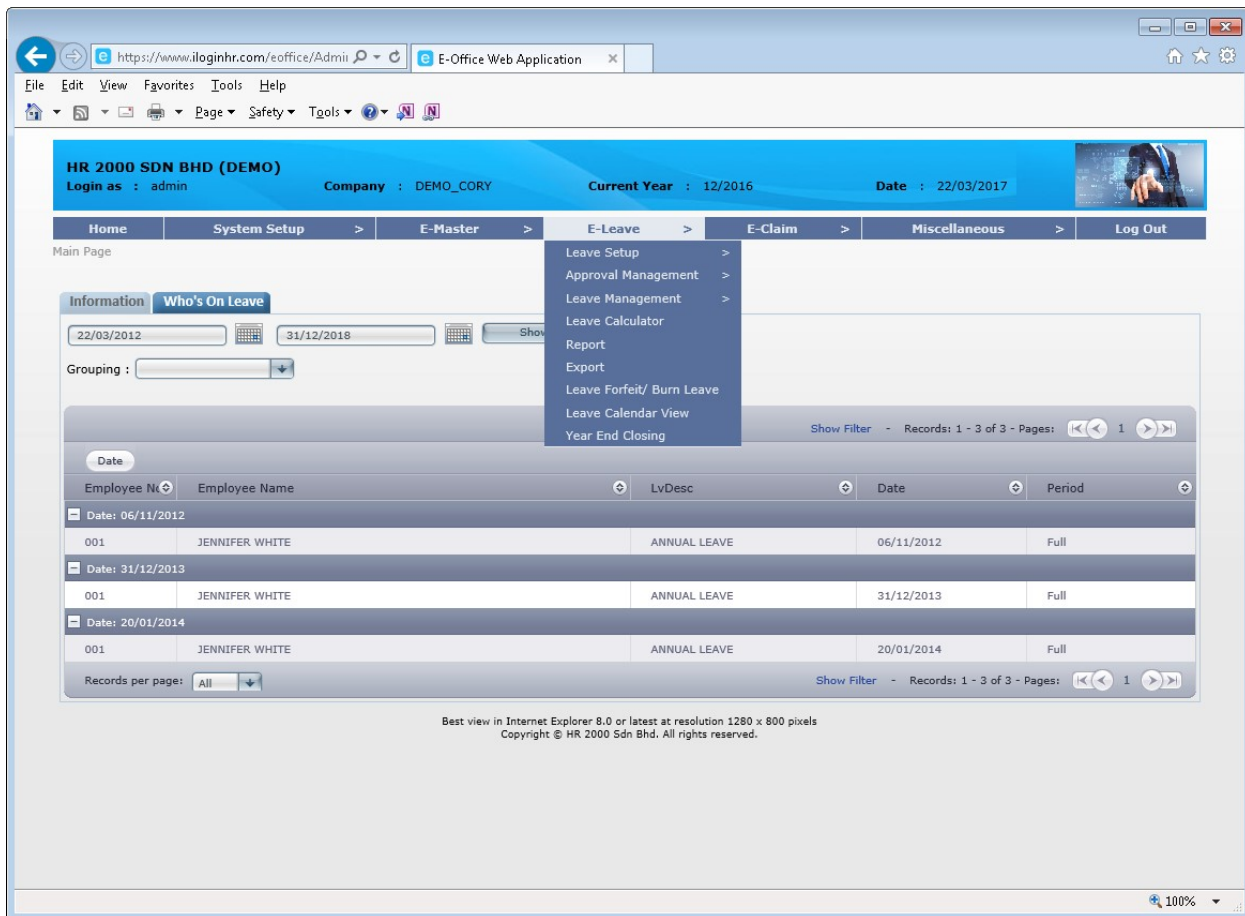 https://www.iloginhr.com/eoffice/Admii
E-Office Web Application
File Edit View Favorites Tools Help
Page Safety Tools
HR 2000 SDN BHD (DEMO)
Login as : admin Company : DEMO_CORY Current Year : 12/2016 Date : 22/03/2017
Home System Setup > E-Master > E-Leave > E-Claim > Miscellaneous > Log Out
Main Page
Leave Setup >
Approval Management >
Leave Management >
Leave Calculator
Report
Export
Leave Forfeit/ Burn Leave
Leave Calendar View
Year End Closing
Information Who's On Leave
22/03/2012 31/12/2018 Show
Grouping :
Show Filter - Records: 1 - 3 of 3 - Pages: 1
Date
Employee No Employee Name LvDesc Date Period
Date: 06/11/2012
001 JENNIFER WHITE ANNUAL LEAVE 06/11/2012 Full
Date: 31/12/2013
001 JENNIFER WHITE ANNUAL LEAVE 31/12/2013 Full
Date: 20/01/2014
001 JENNIFER WHITE ANNUAL LEAVE 20/01/2014 Full
Records per page: All Show Filter - Records: 1 - 3 of 3 - Pages: 1
Best view in Internet Explorer 8.0 or latest at resolution 1280 x 800 pixels
Copyright © HR 2000 Sdn Bhd. All rights reserved.
100%